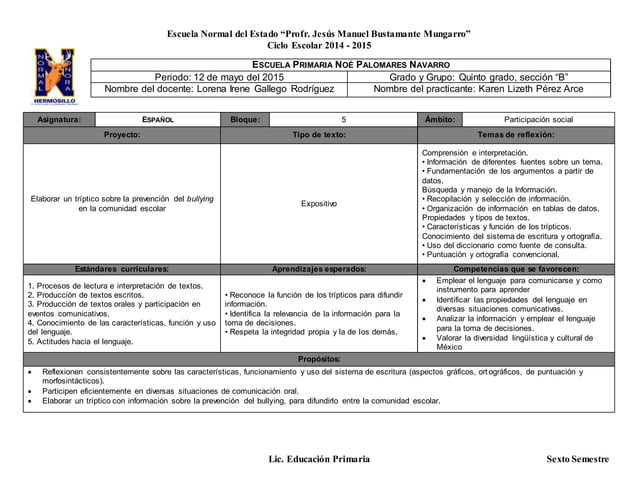 Escuela Normal del Estado “Profr. Jesús Manuel Bustamante Mungarro”
Ciclo Escolar 2014 - 2015
NORMAL
SONORA
HERMOSILLO
ESCUELA PRIMARIA NOÉ PALOMARES NAVARRO
Periodo: 12 de mayo del 2015
Grado y Grupo: Quinto grado, sección “B”
Nombre del docente: Lorena Irene Gallego Rodríguez
Nombre del practicante: Karen Lizeth Pérez Arce
Asignatura:
ESPAÑOL
Bloque:
5
Ámbito:
Participación social
Proyecto:
Tipo de texto:
Temas de reflexión:
Elaborar un tríptico sobre la prevención del bullying
en la comunidad escolar
Expositivo
Comprensión e interpretación.
• Información de diferentes fuentes sobre un tema.
• Fundamentación de los argumentos a partir de
datos.
Búsqueda y manejo de la Información.
• Recopilación y selección de información.
• Organización de información en tablas de datos.
Propiedades y tipos de textos.
• Características y función de los trípticos.
Conocimiento del sistema de escritura y ortografía.
• Uso del diccionario como fuente de consulta.
• Puntuación y ortografía convencional.
Estándares curriculares:
Aprendizajes esperados:
Competencias que se favorecen:
1. Procesos de lectura e interpretación de textos.
2. Producción de textos escritos.
3. Producción de textos orales y participación en
eventos comunicativos.
4. Conocimiento de las características, función y uso
del lenguaje.
5. Actitudes hacia el lenguaje.
• Reconoce la función de los trípticos para difundir
información.
• Identifica la relevancia de la información para la
toma de decisiones.
• Respeta la integridad propia y la de los demás.
• Emplear el lenguaje para comunicarse y como
instrumento para aprender
• Identificar las propiedades del lenguaje en
diversas situaciones comunicativas.
• Analizar la información y emplear el lenguaje
para la toma de decisiones.
• Valorar la diversidad lingüística y cultural de
México
Propósitos:
• Reflexionen consistentemente sobre las características, funcionamiento y uso del sistema de escritura (aspectos gráficos, ortográficos, de puntuación y
morfosintácticos).
• Participen eficientemente en diversas situaciones de comunicación oral.
• Elaborar un tríptico con información sobre la prevención del bullying, para difundirlo entre la comunidad escolar.
Lic. Educación Primaria
Sexto Semestre